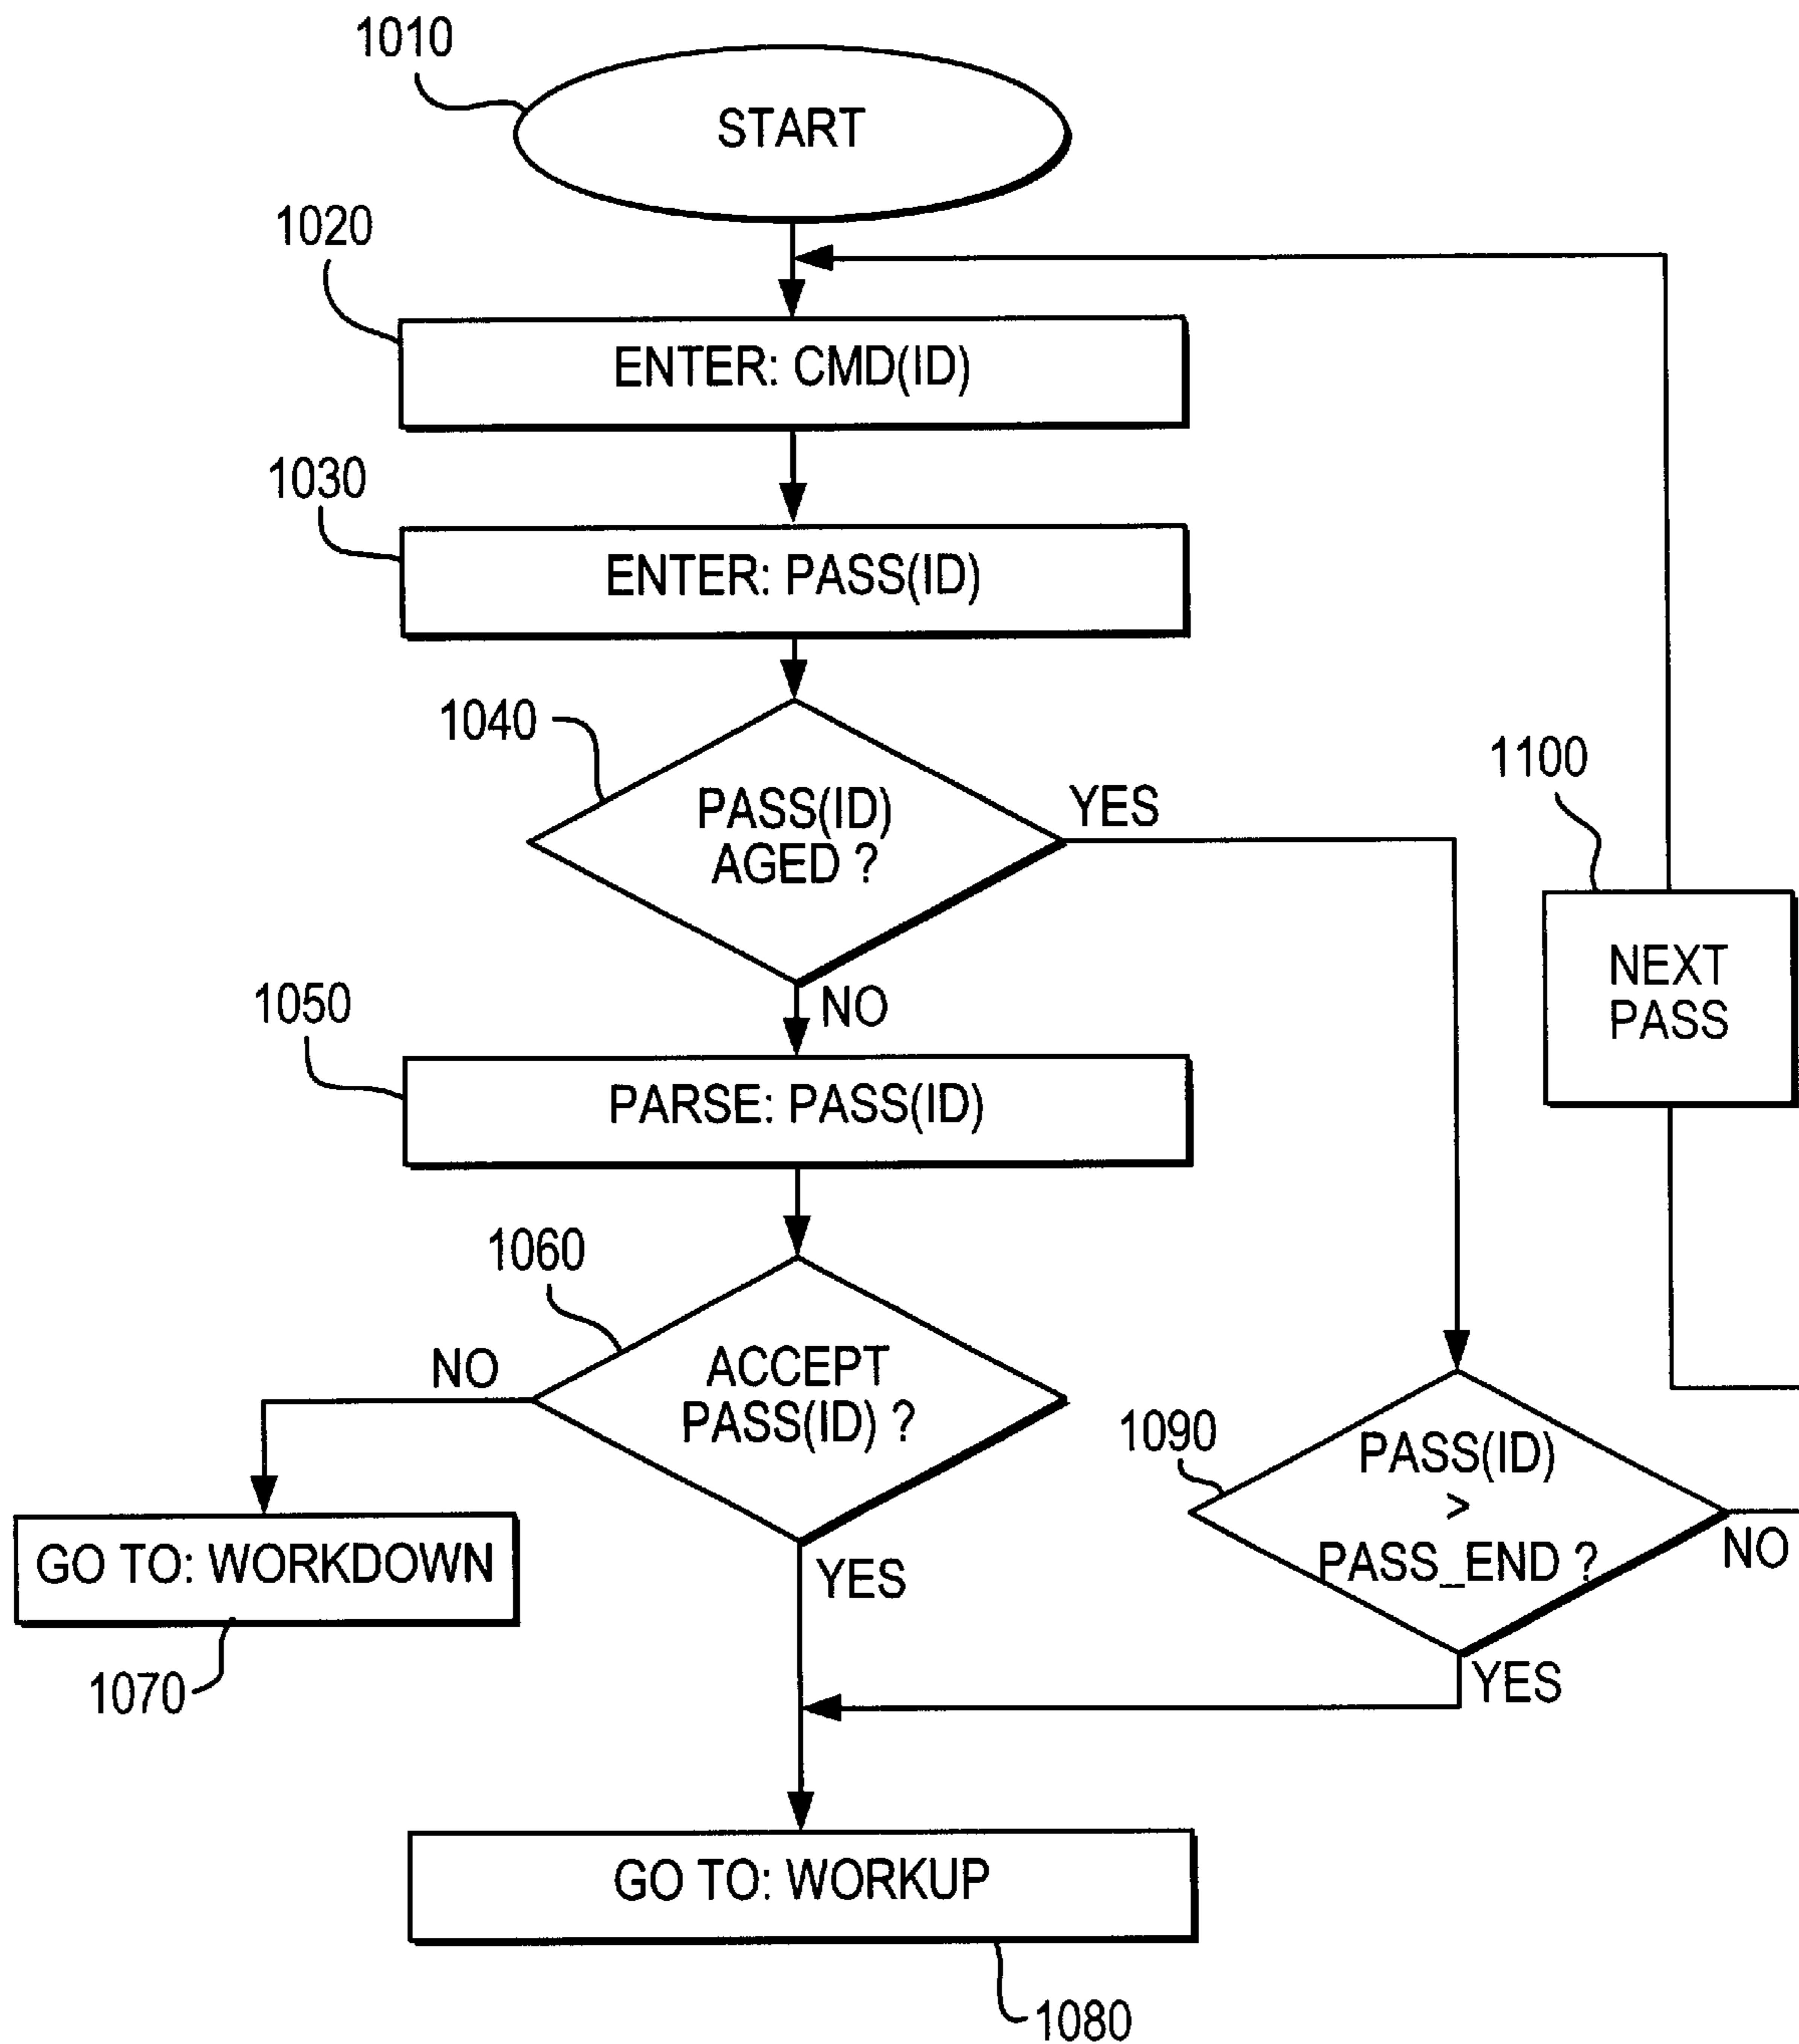 1010
START
1020
ENTER: CMD(ID)
1030
ENTER: PASS(ID)
1040
PASS(ID)
AGED ?
YES
1100
NEXT
PASS
NO
1050
PARSE: PASS(ID)
1060
ACCEPT
PASS(ID) ?
NO
YES
1090
PASS(ID)
>
PASS_END ?
NO
YES
GO TO: WORKDOWN
1070
GO TO: WORKUP
1080